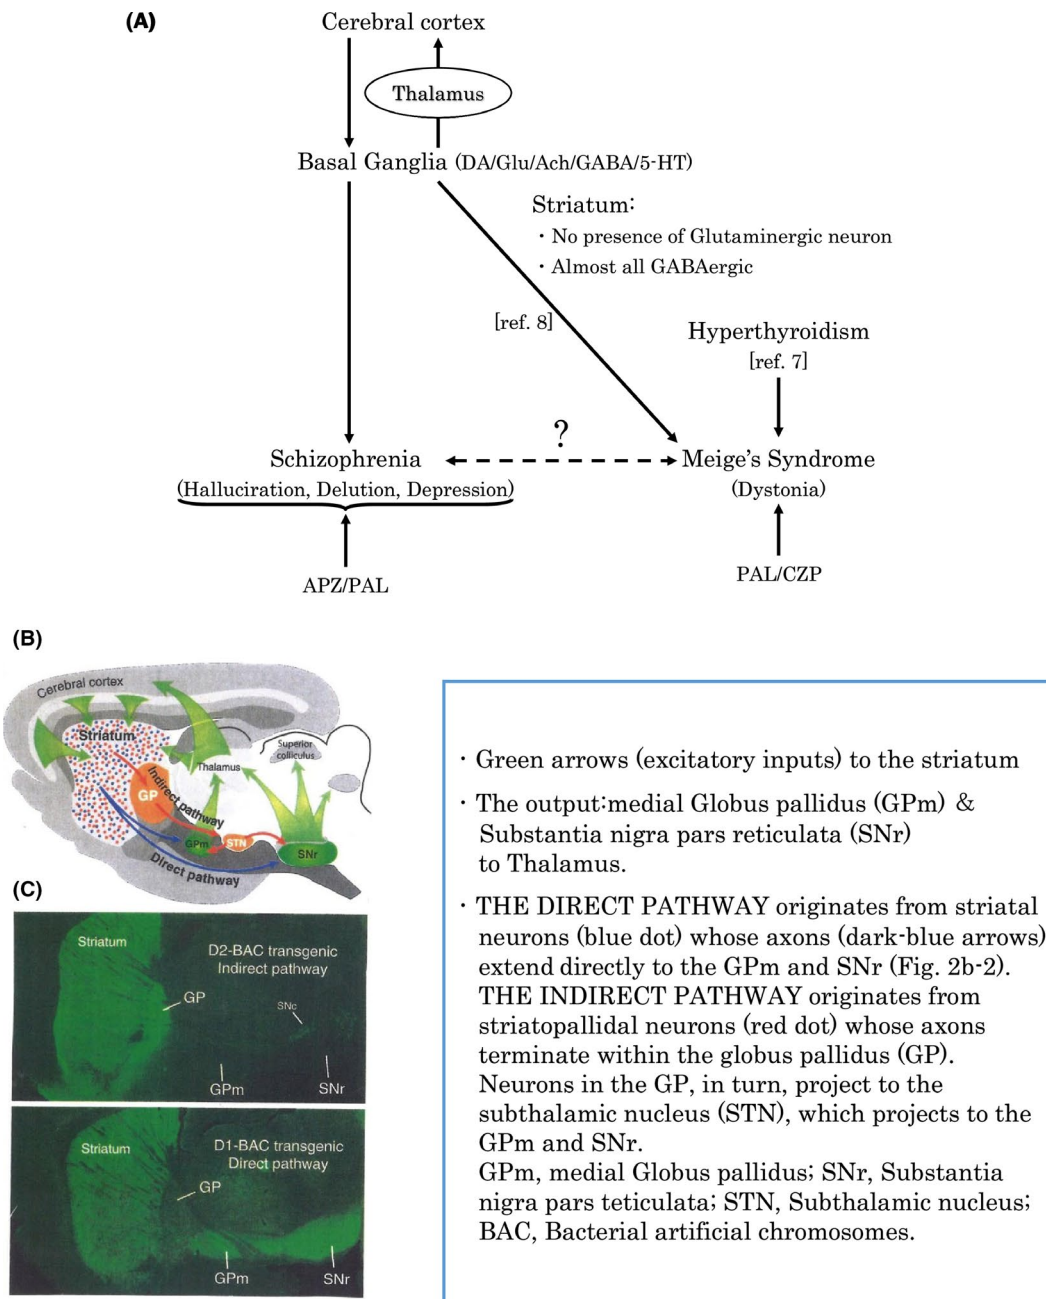 (A)
Cerebral cortex
Thalamus
Basal Ganglia (DA/Glu/Ach/GABA/5-HT)
Striatum:
・No presence of Glutaminergic neuron
・Almost all GABAergic
[ref. 8]
Hyperthyroidism
[ref. 7]
?
Schizophrenia
Meige's Syndrome
(Halluciration, Delution, Depression)
(Dystonia)
APZ/PAL
PAL/CZP
(B)
Cerebral cortex
Striatum
Superior
colliculus
Thalamus
Indirect pathway
GP
GPm
STN
SNr
Direct pathway
・Green arrows (excitatory inputs) to the striatum
・The output:medial Globus pallidus (GPm) &
Substantia nigra pars reticulata (SNr)
to Thalamus.
・THE DIRECT PATHWAY originates from striatal
neurons (blue dot) whose axons (dark-blue arrows)
extend directly to the GPm and SNr (Fig. 2b-2).
THE INDIRECT PATHWAY originates from
striatopallidal neurons (red dot) whose axons
terminate within the globus pallidus (GP).
Neurons in the GP, in turn, project to the
subthalamic nucleus (STN), which projects to the
GPm and SNr.
GPm, medial Globus pallidus; SNr, Substantia
nigra pars teticulata; STN, Subthalamic nucleus;
BAC, Bacterial artificial chromosomes.
(C)
Striatum
D2-BAC transgenic
Indirect pathway
GP
SNc
GPm
SNr
Striatum
D1-BAC transgenic
Direct pathway
GP
GPm
SNr